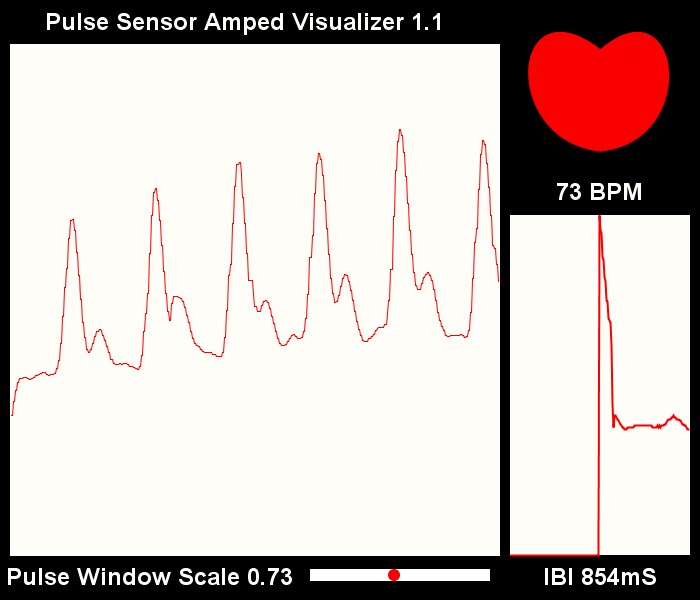 Pulse Sensor Amped Visualizer 1.1
73 BPM
Pulse Window Scale 0.73
IBI 854mS